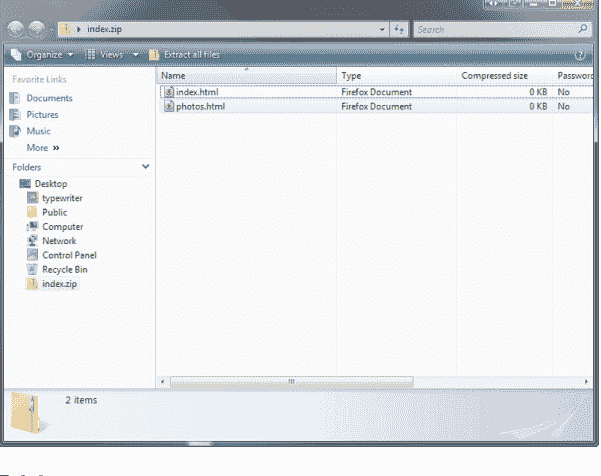 index.zip Search
Organize Views Extract all files
Favorite Links
Documents
Pictures
Music
More »
Folders
Desktop
typewriter
Public
Computer
Network
Control Panel
Recycle Bin
index.zip
Name Type Compressed size Password
index.html Firefox Document 0 KB No
photos.html Firefox Document 0 KB No
2 items